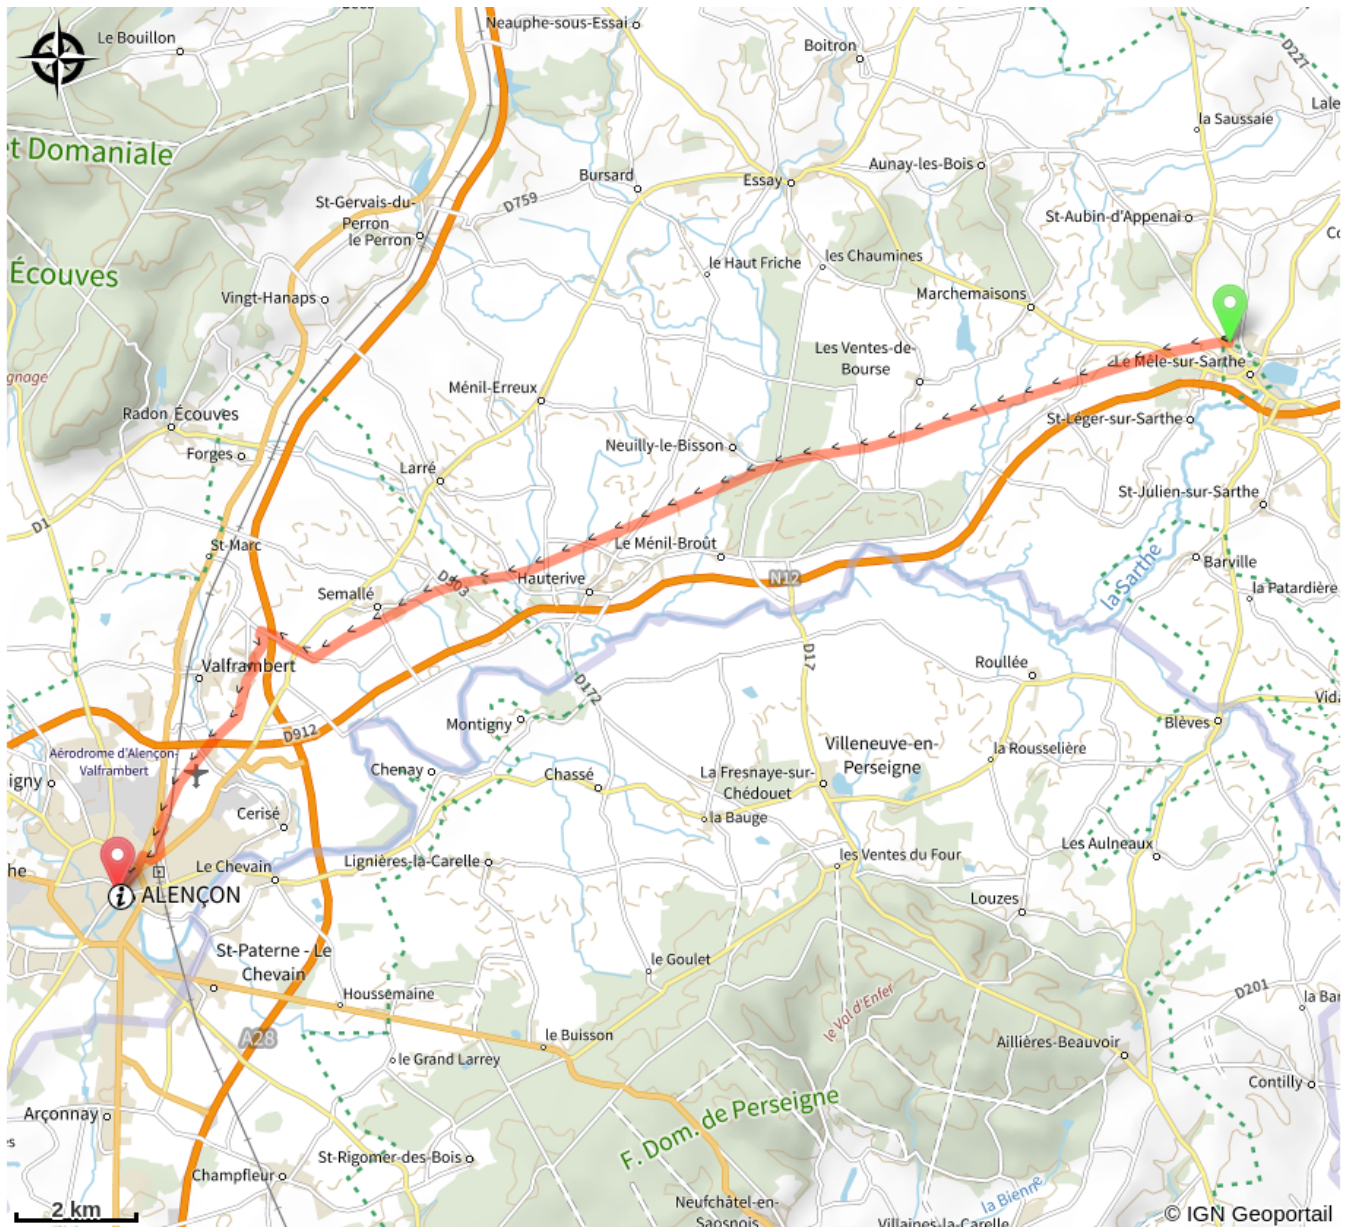 Neauphe-sous-Essai
Le Bouillon
Boitron
D227
Lale
la Saussaie
et Domaniale
Aunay-les-Bois
Bursard
Essay
St-Gervais-du-
Perron
D759
St-Aubin-d'Appenai
le Perron
Co
les Chaumines
le Haut Friche
Écouves
Vingt-Hanaps
Marchemaisons
Les Ventes-de-
Bourse
Le Mêle-sur-Sarthe
gnage
Ménil-Erreux
Radon
Écouves
St-Léger-sur-Sarthe
Neuilly-le-Bisson
Forges
Larré
St-Julien-sur-Sarthe
D1
St-Marc
Le Ménil-Broût
Barville
la Sarthe
Hauterive
N12
D503
Semallé
la Patardière
Valframbert
D17
Roullée
D172
Vid
Montigny
Blèves
D912
Aérodrome d'Alençon-
Valframbert
Villeneuve-en-
Perseigne
la Rousselière
igny
Chenay
Chassé
La Fresnaye-sur-
Chédouet
Cerisé
la Bauge
Les Aulneaux
les Ventes du Four
Lignières-la-Carelle
Le Chevain
he
ALENÇON
Louzes
St-Paterne - Le
Chevain
le Goulet
Houssemaine
D201
la Bar
le Val d'Enfer
le Buisson
A28
Aillières-Beauvoir
le Grand Larrey
Contilly
F. Dom. de Perseigne
Arçonnay
es
St-Rigomer-des-Bois
Champfleur
la Bienne
Neufchâtel-en-
Saosnois
Villaines-la-Carelle
2 km
© IGN Geoportail